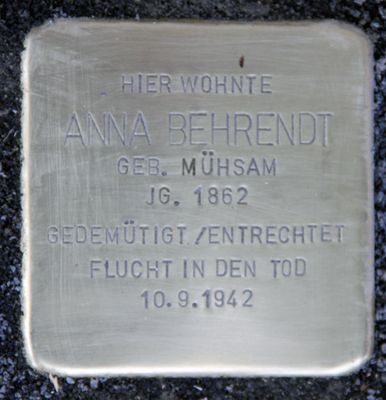 HIER WOHNTE
ANNA BEHRENDT
GEB. MÜHSAM
JG. 1862
GEDEMÜTIGT/ENTRECHTET
FLUCHT IN DEN TOD
10.9.1942